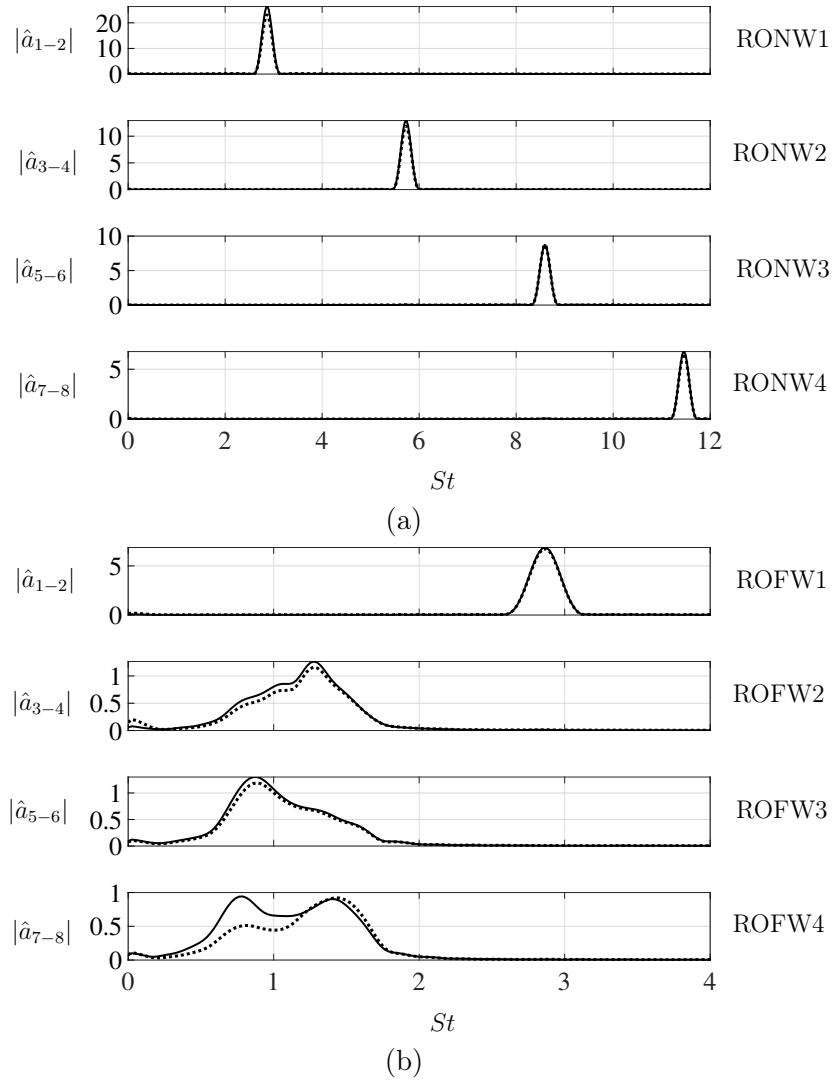 |â₁₋₂| 20 10 0 RONW1
|â₃₋₄| 10 5 0 RONW2
|â₅₋₆| 10 5 0 RONW3
|â₇₋₈| 5 0 RONW4
0 2 4 6 8 10 12
St
(a)
|â₁₋₂| 5 0 ROFW1
|â₃₋₄| 1 0.5 0 ROFW2
|â₅₋₆| 1 0.5 0 ROFW3
|â₇₋₈| 1 0.5 0 ROFW4
0 1 2 3 4
St
(b)